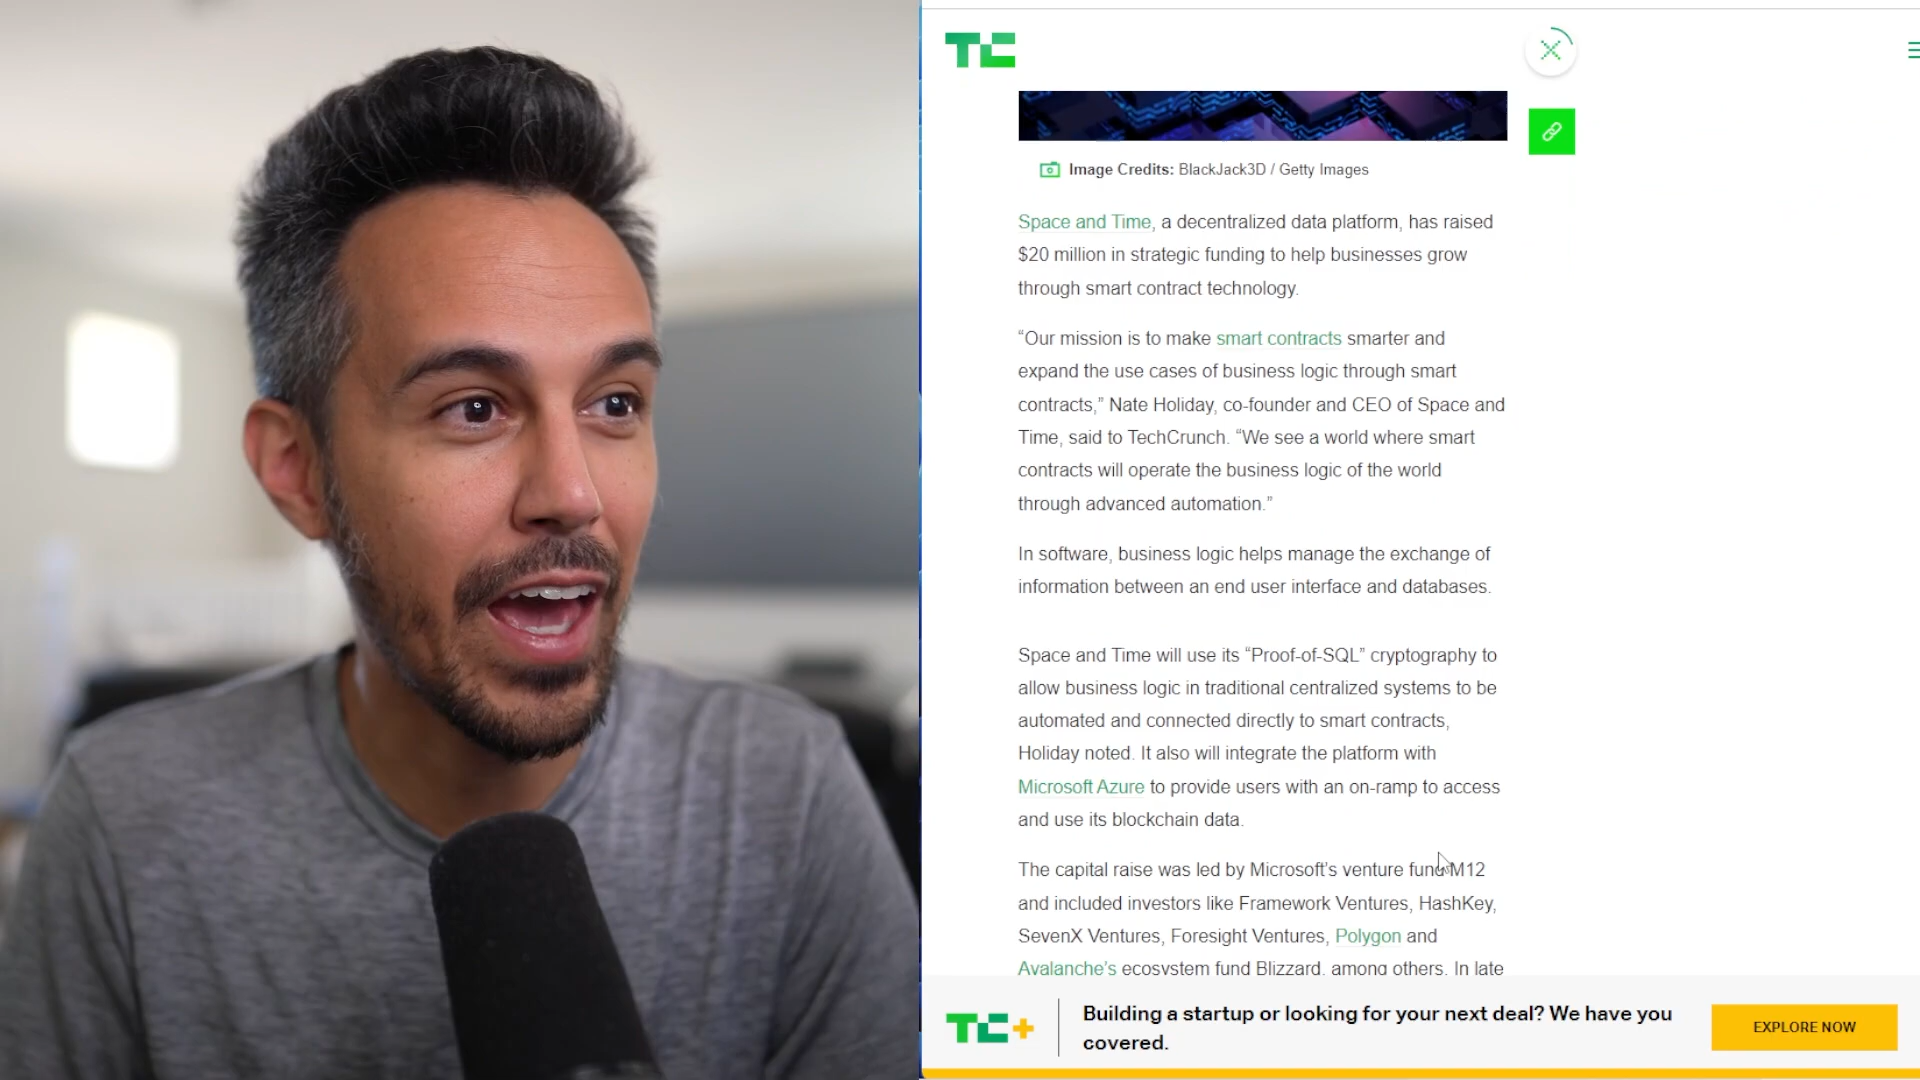 TC
Image Credits: BlackJack3D / Getty Images
Space and Time, a decentralized data platform, has raised
$20 million in strategic funding to help businesses grow
through smart contract technology.
“Our mission is to make smart contracts smarter and
expand the use cases of business logic through smart
contracts,” Nate Holiday, co-founder and CEO of Space and
Time, said to TechCrunch. “We see a world where smart
contracts will operate the business logic of the world
through advanced automation.”
In software, business logic helps manage the exchange of
information between an end user interface and databases.
Space and Time will use its “Proof-of-SQL” cryptography to
allow business logic in traditional centralized systems to be
automated and connected directly to smart contracts,
Holiday noted. It also will integrate the platform with
Microsoft Azure to provide users with an on-ramp to access
and use its blockchain data.
The capital raise was led by Microsoft’s venture fund M12
and included investors like Framework Ventures, HashKey,
SevenX Ventures, Foresight Ventures, Polygon and
Avalanche’s ecosystem fund Blizzard, among others. In late
TC+
Building a startup or looking for your next deal? We have you
covered.
EXPLORE NOW